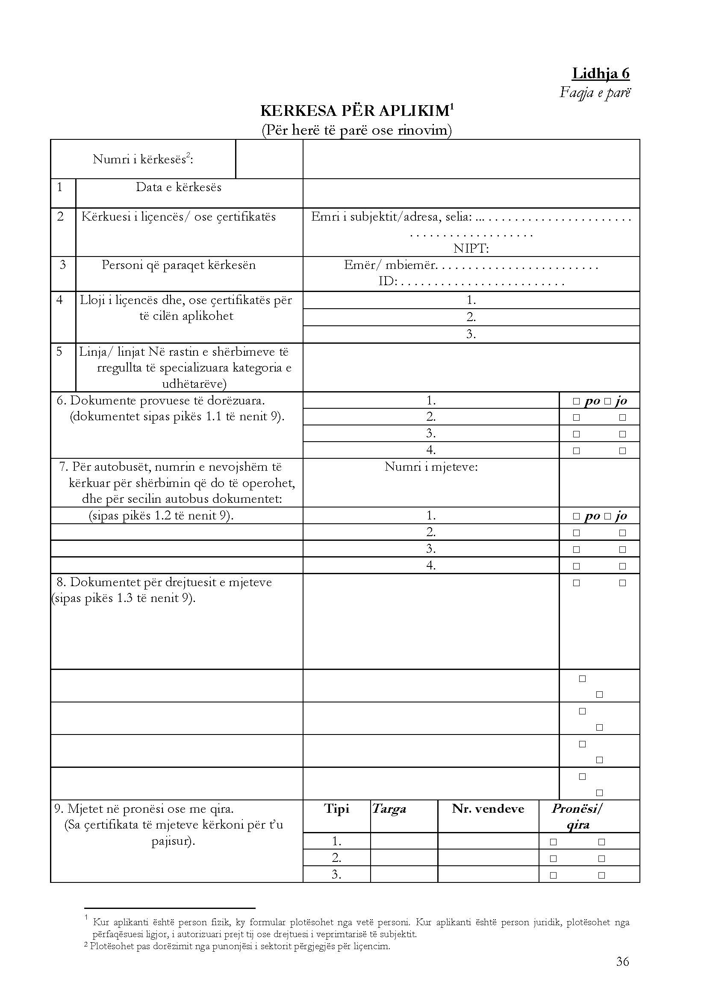 Lidhja 6
Faqja e parë
KERKESA PËR APLIKIM¹
(Për herë të parë ose rinovim)
Numri i kërkesës²:
1 Data e kërkesës
2 Kërkuesi i liçencës/ ose çertifikatës
Emri i subjektit/adresa, selia: ... . . . . . . . . . . . . . . . . . . . . . .
. . . . . . . . . . . . . . . . . . .
NIPT:
3 Personi që paraqet kërkesën
Emër/ mbiemër. . . . . . . . . . . . . . . . . . . . . . . . .
ID: . . . . . . . . . . . . . . . . . . . . . . . . .
4 Lloji i liçencës dhe, ose çertifikatës për
të cilën aplikohet
1.
2.
3.
5 Linja/ linjat Në rastin e shërbimeve të
rregullta të specializuara kategoria e
udhëtarëve)
6. Dokumente provuese të dorëzuara.
(dokumentet sipas pikës 1.1 të nenit 9).
1. □ po □ jo
2. □ □
3. □ □
4. □ □
7. Për autobusët, numrin e nevojshëm të
kërkuar për shërbimin që do të operohet,
dhe për secilin autobus dokumentet:
Numri i mjeteve:
(sipas pikës 1.2 të nenit 9). 1. □ po □ jo
2. □ □
3. □ □
4. □ □
8. Dokumentet për drejtuesit e mjeteve □ □
(sipas pikës 1.3 të nenit 9).
□
□
□
□
□
□
□
□
9. Mjetet në pronësi ose me qira.
(Sa çertifikata të mjeteve kërkoni për t'u
pajisur).
Tipi Targa Nr. vendeve Pronësi/
qira
1. □ □
2. □ □
3. □ □
¹ Kur aplikanti është person fizik, ky formular plotësohet nga vetë personi. Kur aplikanti është person juridik, plotësohet nga
përfaqësuesi ligjor, i autorizuari prejt tij ose drejtuesi i veprimtarisë të subjektit.
² Plotësohet pas dorëzimit nga punonjësi i sektorit përgjegjës për liçencim.
36